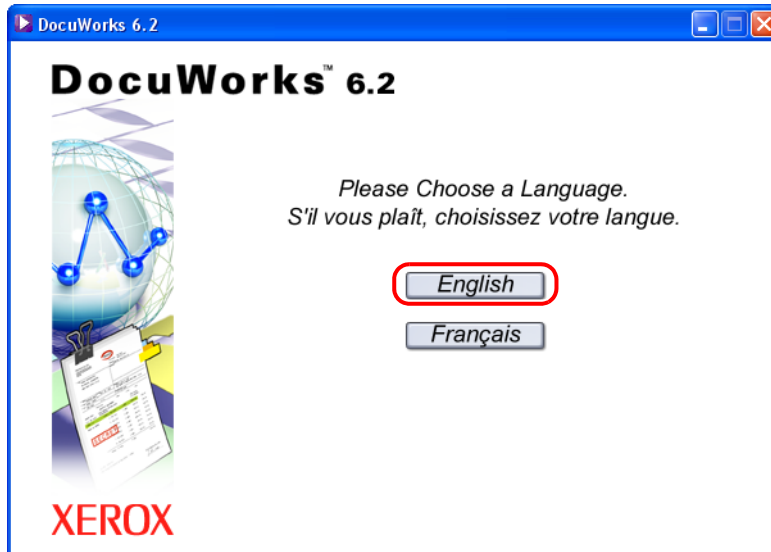 DocuWorks 6.2
DocuWorks™ 6.2
Please Choose a Language.
S'il vous plaît, choisissez votre langue.
English
Français
XEROX